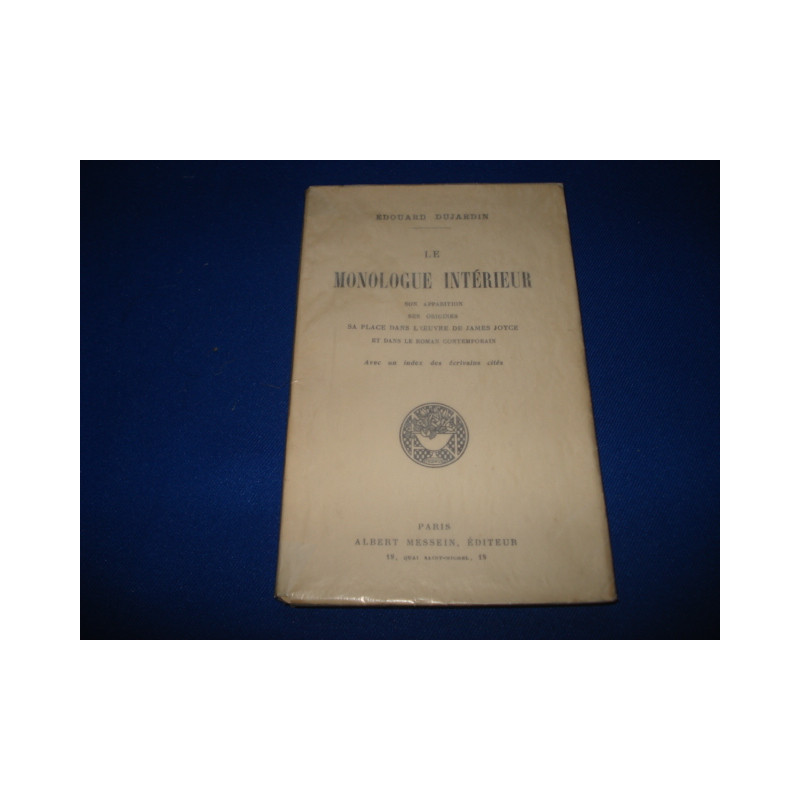 ÉDOUARD DUJARDIN
LE
MONOLOGUE INTÉRIEUR
SON APPARITION
SES ORIGINES
SA PLACE DANS L'ŒUVRE DE JAMES JOYCE
ET DANS LE ROMAN CONTEMPORAIN
Avec un index des écrivains cités
PARIS
ALBERT MESSEIN, ÉDITEUR
19, QUAI SAINT-MICHEL, 19